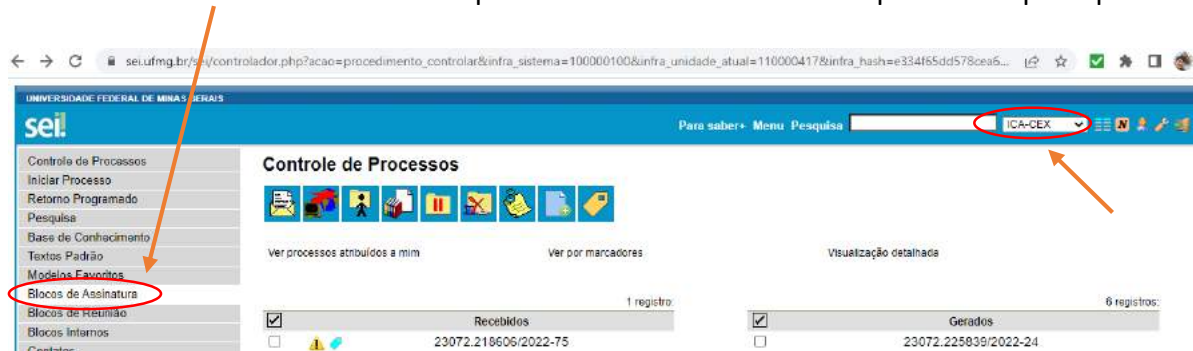 sei.ufmg.br/sei/controlador.php?acao=procedimento_controlar&infra_sistema=100000100&infra_unidade_atual=110000417&infra_hash=e334f65dd578cea6...
UNIVERSIDADE FEDERAL DE MINAS GERAIS
sei!
Para saber+ Menu Pesquisa ICA-CEX
Controle de Processos
Iniciar Processo
Retorno Programado
Pesquisa
Base de Conhecimento
Textos Padrão
Modelos Favoritos
Blocos de Assinatura
Blocos de Reunião
Blocos Internos
Contatos
Controle de Processos
Ver processos atribuídos a mim Ver por marcadores Visualização detalhada
1 registro:
Recebidos
23072.218606/2022-75
6 registros:
Gerados
23072.225839/2022-24